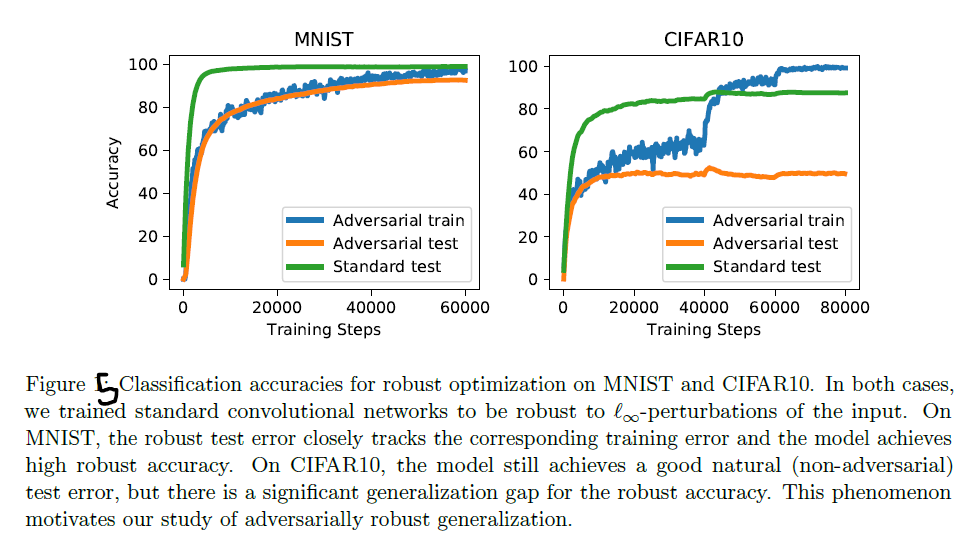 MNIST
100
80
60
40
20
0
Accuracy
Adversarial train
Adversarial test
Standard test
0 20000 40000 60000
Training Steps
CIFAR10
100
80
60
40
20
0
Adversarial train
Adversarial test
Standard test
0 20000 40000 60000 80000
Training Steps
Figure 5 Classification accuracies for robust optimization on MNIST and CIFAR10. In both cases,
we trained standard convolutional networks to be robust to ℓ∞-perturbations of the input. On
MNIST, the robust test error closely tracks the corresponding training error and the model achieves
high robust accuracy. On CIFAR10, the model still achieves a good natural (non-adversarial)
test error, but there is a significant generalization gap for the robust accuracy. This phenomenon
motivates our study of adversarially robust generalization.